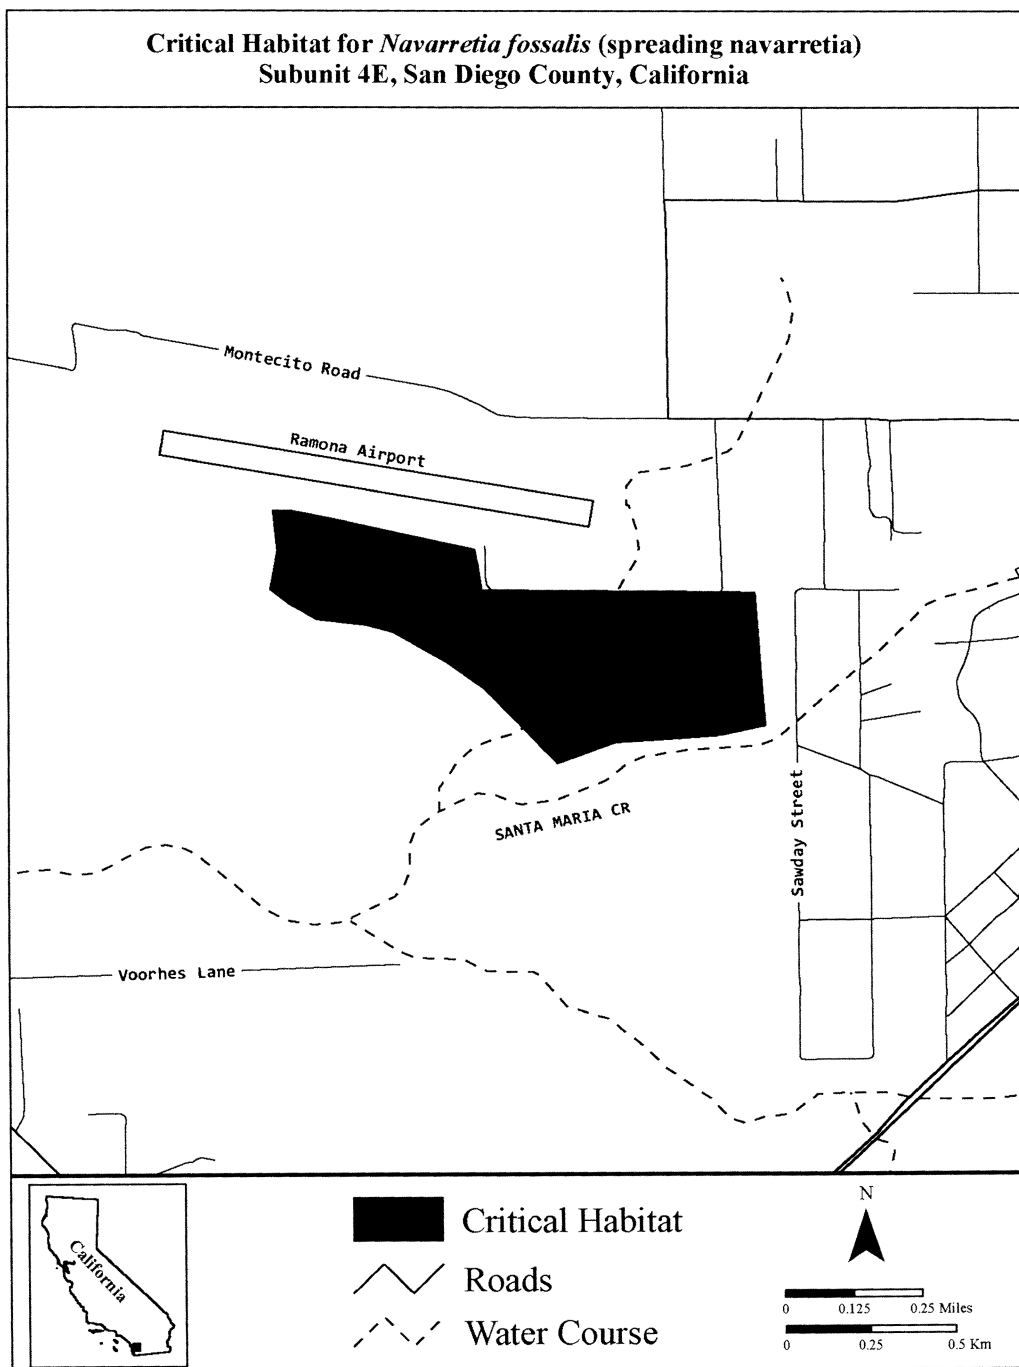 Critical Habitat for Navarretia fossalis (spreading navarretia)
Subunit 4E, San Diego County, California
Montecito Road
Ramona Airport
SANTA MARIA CR
Sawday Street
Voorhes Lane
California
Critical Habitat
Roads
Water Course
N
0 0.125 0.25 Miles
0 0.25 0.5 Km